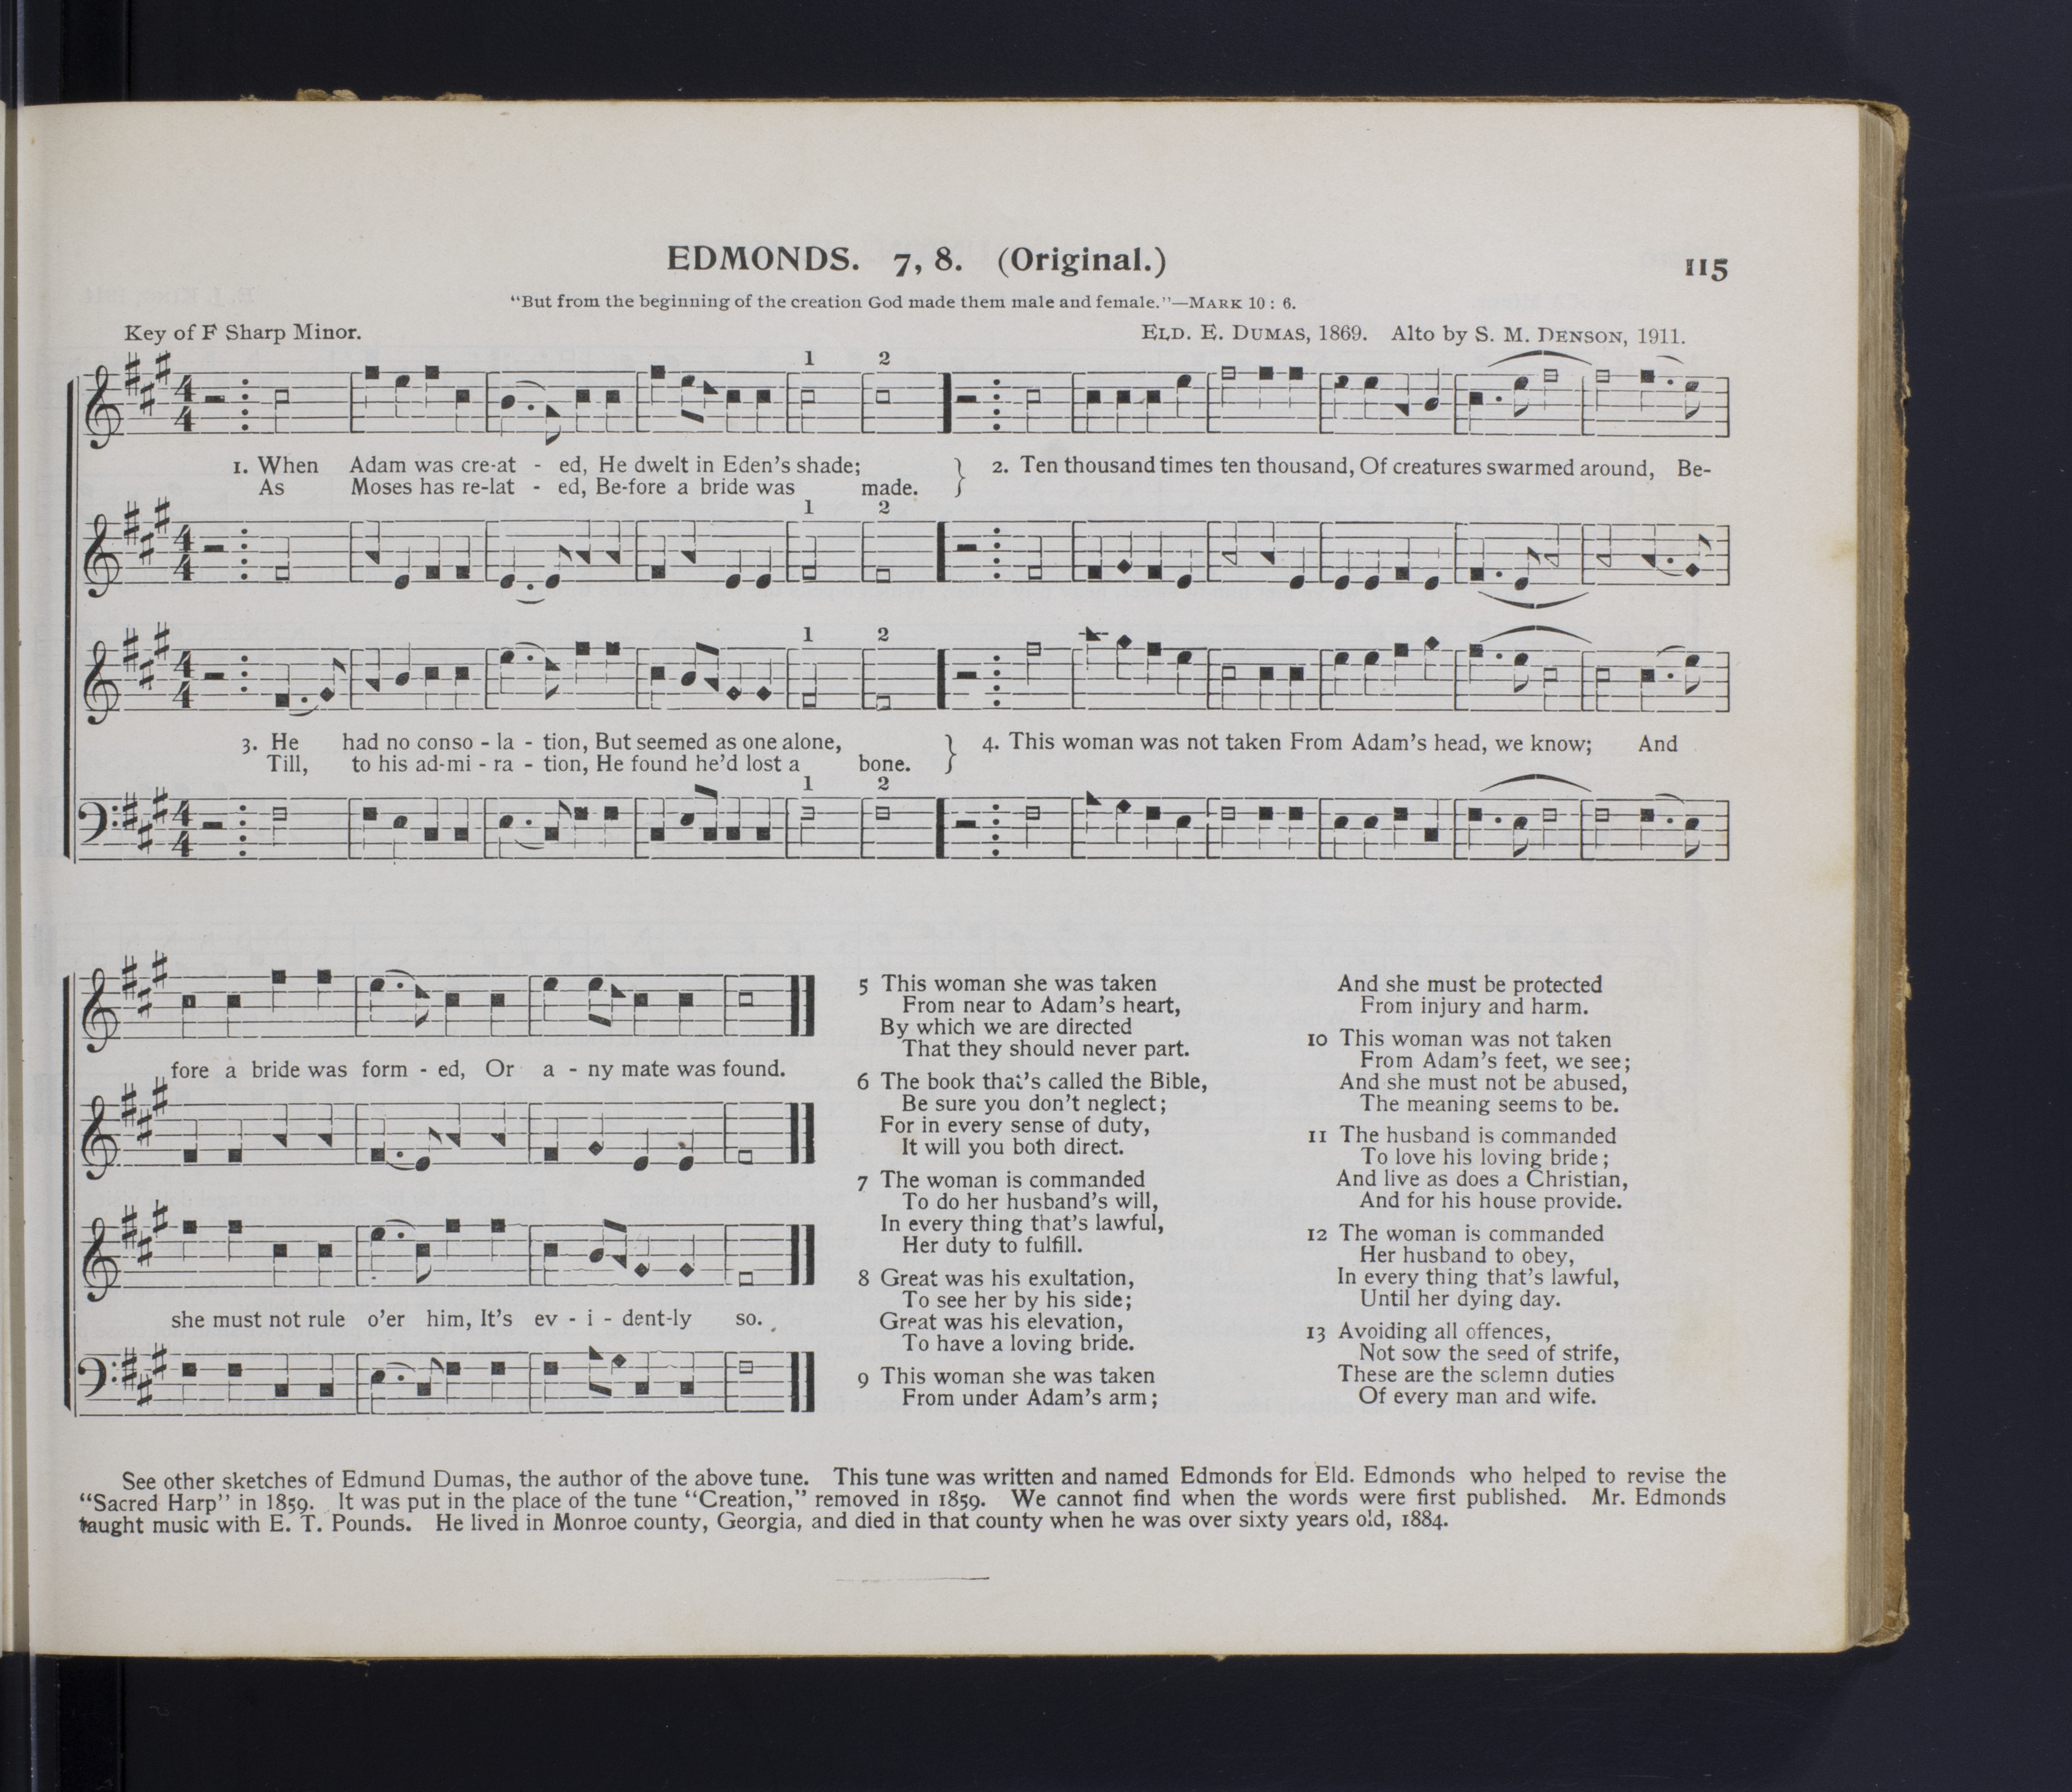 EDMONDS. 7, 8. (Original.)
115
"But from the beginning of the creation God made them male and female."—MARK 10 : 6.
Key of F Sharp Minor.
ELD. E. DUMAS, 1869. Alto by S. M. DENSON, 1911.
1 2
1. When Adam was cre-at - ed, He dwelt in Eden's shade; } 2. Ten thousand times ten thousand, Of creatures swarmed around, Be-
As Moses has re-lat - ed, Be-fore a bride was made.
1 2
1 2
3. He had no conso - la - tion, But seemed as one alone, } 4. This woman was not taken From Adam's head, we know; And
Till, to his ad-mi - ra - tion, He found he'd lost a bone.
1 2
fore a bride was form - ed, Or a - ny mate was found.
she must not rule o'er him, It's ev - i - dent-ly so.
5 This woman she was taken
From near to Adam's heart,
By which we are directed
That they should never part.
6 The book that's called the Bible,
Be sure you don't neglect;
For in every sense of duty,
It will you both direct.
7 The woman is commanded
To do her husband's will,
In every thing that's lawful,
Her duty to fulfill.
8 Great was his exultation,
To see her by his side;
Great was his elevation,
To have a loving bride.
9 This woman she was taken
From under Adam's arm;
And she must be protected
From injury and harm.
10 This woman was not taken
From Adam's feet, we see;
And she must not be abused,
The meaning seems to be.
11 The husband is commanded
To love his loving bride;
And live as does a Christian,
And for his house provide.
12 The woman is commanded
Her husband to obey,
In every thing that's lawful,
Until her dying day.
13 Avoiding all offences,
Not sow the seed of strife,
These are the solemn duties
Of every man and wife.
See other sketches of Edmund Dumas, the author of the above tune. This tune was written and named Edmonds for Eld. Edmonds who helped to revise the
"Sacred Harp" in 1859. It was put in the place of the tune "Creation," removed in 1859. We cannot find when the words were first published. Mr. Edmonds
taught music with E. T. Pounds. He lived in Monroe county, Georgia, and died in that county when he was over sixty years old, 1884.